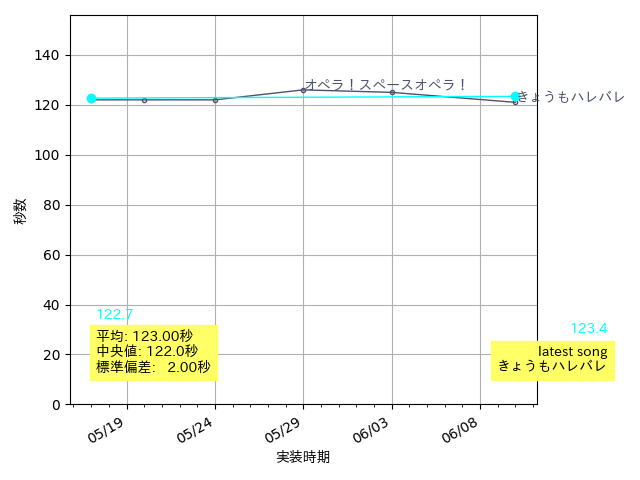 140
120
100
80
60
40
20
0
秒数
オペラ！スペースオペラ！
きょうもハレバレ
122.7
平均: 123.00秒
中央値: 122.0秒
標準偏差:   2.00秒
123.4
latest song
きょうもハレバレ
05/19
05/24
05/29
06/03
06/08
実装時期